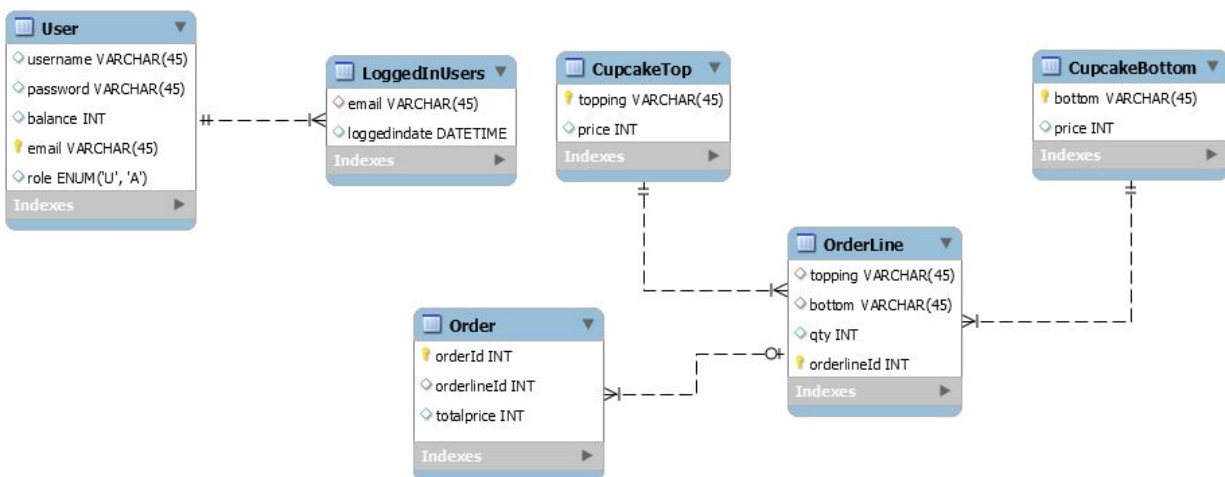 User
username VARCHAR(45)
password VARCHAR(45)
balance INT
email VARCHAR(45)
role ENUM('U', 'A')
Indexes
LoggedInUsers
email VARCHAR(45)
loggedindate DATETIME
Indexes
CupcakeTop
topping VARCHAR(45)
price INT
Indexes
CupcakeBottom
bottom VARCHAR(45)
price INT
Indexes
OrderLine
topping VARCHAR(45)
bottom VARCHAR(45)
qty INT
orderlineId INT
Indexes
Order
orderId INT
orderlineId INT
totalprice INT
Indexes